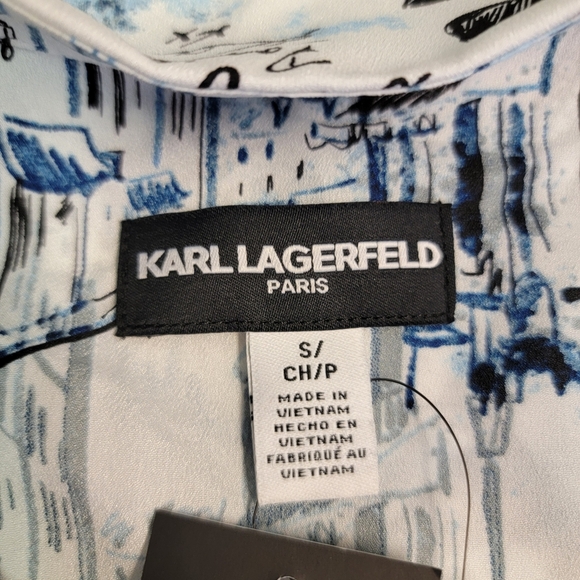 KARL LAGERFELD
PARIS
S/
CH/P
MADE IN
VIETNAM
HECHO EN
VIETNAM
FABRIQUÉ AU
VIETNAM